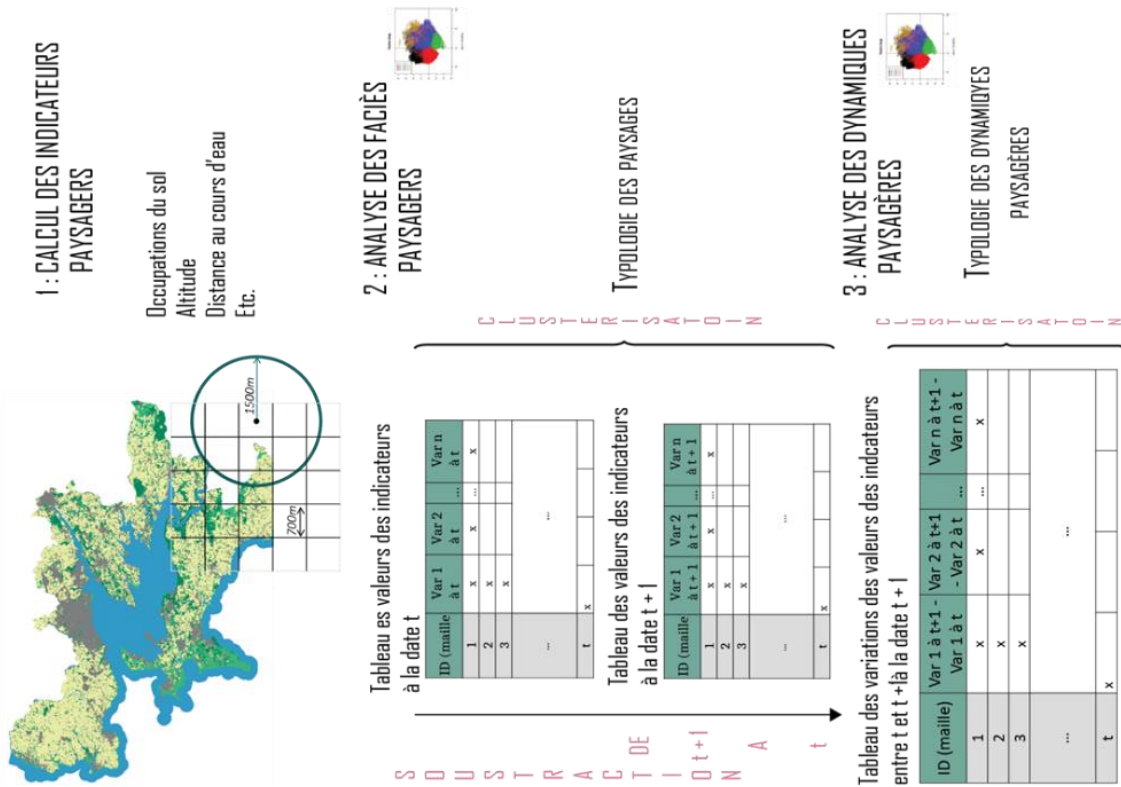 1 : CALCUL DES INDICATEURS
PAYSAGERS
Occupations du sol
Altitude
Distance au cours d'eau
Etc.
1500m
700m
2 : ANALYSE DES FACIÈS
PAYSAGERS
Tableau es valeurs des indicateurs
à la date t
ID (maille Var 1 à t Var 2 à t ... Var n à t
1 x x ... x
2 x
3 x
... ...
t x
Tableau des valeurs des indicateurs
à la date t + 1
ID (maille Var 1 à t + 1 Var 2 à t + 1 ... Var n à t + 1
1 x x ... x
2 x
3 x
... ...
t x
CLUSTERISATOIN
TYPOLOGIE DES PAYSAGES
SOUSTRACTION
DE t+1 A t
3 : ANALYSE DES DYNAMIQUES
PAYSAGÈRES
Tableau des variations des valeurs des indcateurs
entre t et t +là la date t + 1
ID (maille) Var 1 à t+1 - Var 1 à t Var 2 à t+1 - Var 2 à t ... Var n à t+1 - Var n à t
1 x x ... x
2 x
3 x
... ...
t x
CLUSTERISATOIN
TYPOLOGIE DES DYNAMIQYES
PAYSAGÈRES